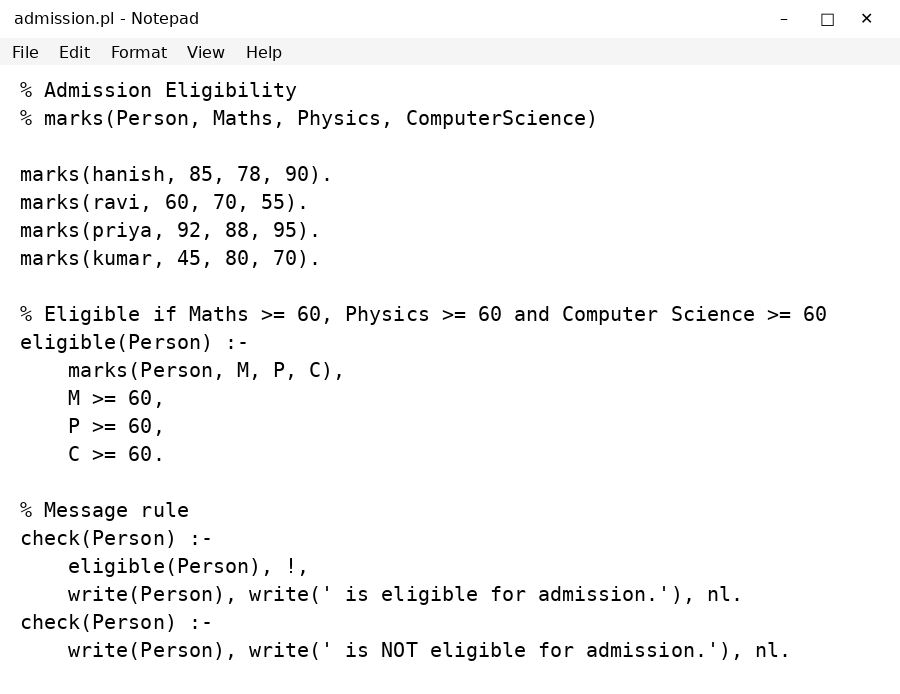 admission.pl - Notepad
File Edit Format View Help
% Admission Eligibility
% marks(Person, Maths, Physics, ComputerScience)
marks(hanish, 85, 78, 90).
marks(ravi, 60, 70, 55).
marks(priya, 92, 88, 95).
marks(kumar, 45, 80, 70).
% Eligible if Maths >= 60, Physics >= 60 and Computer Science >= 60
eligible(Person) :-
    marks(Person, M, P, C),
    M >= 60,
    P >= 60,
    C >= 60.
% Message rule
check(Person) :-
    eligible(Person), !,
    write(Person), write(' is eligible for admission.'), nl.
check(Person) :-
    write(Person), write(' is NOT eligible for admission.'), nl.